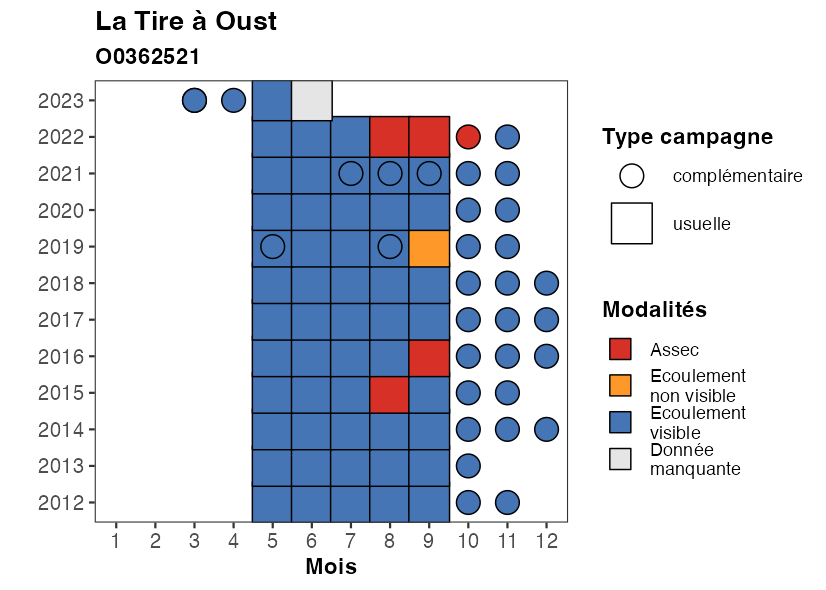 La Tire à Oust
O0362521
2023
2022
2021
2020
2019
2018
2017
2016
2015
2014
2013
2012
1 2 3 4 5 6 7 8 9 10 11 12
Mois
Type campagne
complémentaire
usuelle
Modalités
Assec
Ecoulement
non visible
Ecoulement
visible
Donnée
manquante